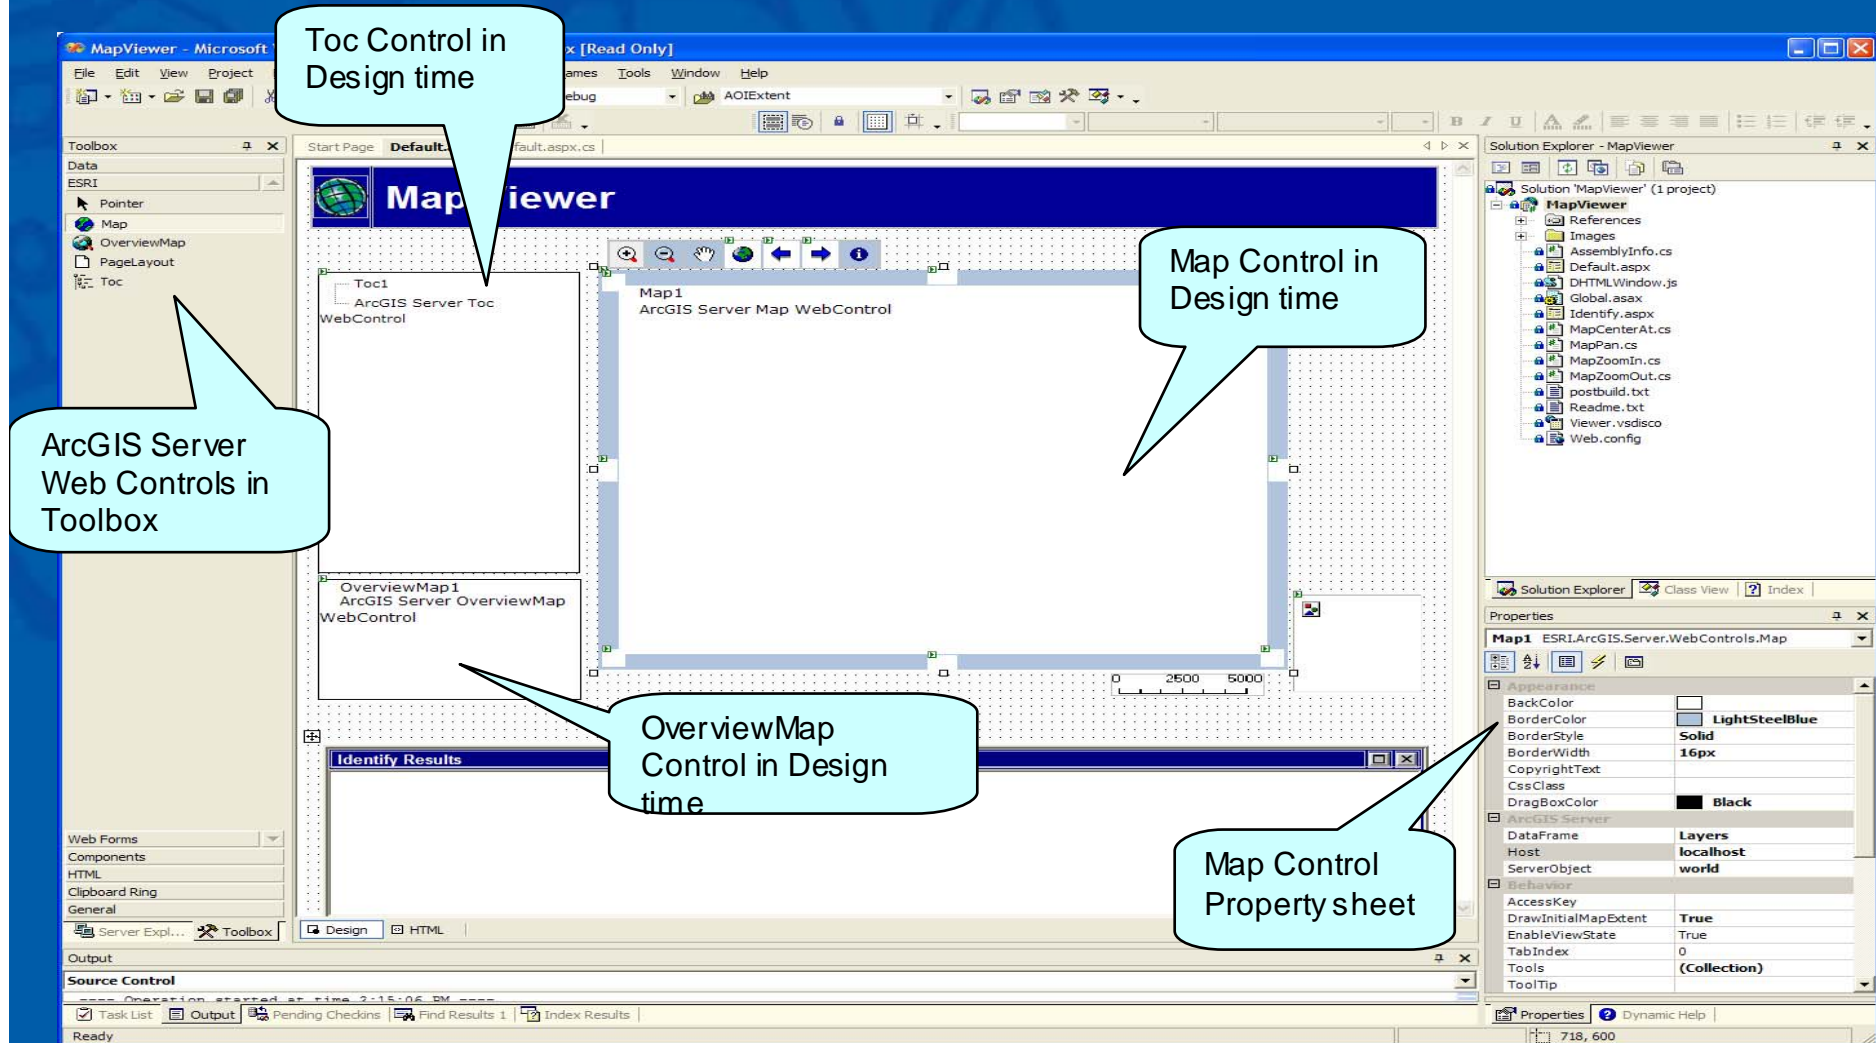 Toc Control in
Design time
MapViewer - Microsoft
x [Read Only]
File Edit View Project
ames Tools Window Help
ebug
AOIExtent
B I U
Toolbox
Data
ESRI
Pointer
Map
OverviewMap
PageLayout
Toc
ArcGIS Server
Web Controls in
Toolbox
Web Forms
Components
HTML
Clipboard Ring
General
Server Expl... Toolbox
Start Page Default. fault.aspx.cs
Map iewer
Toc1
ArcGIS Server Toc
WebControl
Map1
ArcGIS Server Map WebControl
Map Control in
Design time
OverviewMap1
ArcGIS Server OverviewMap
WebControl
0 2500 5000
OverviewMap
Control in Design
time
Identify Results
Map Control
Property sheet
Design HTML
Solution Explorer - MapViewer
Solution 'MapViewer' (1 project)
MapViewer
References
Images
AssemblyInfo.cs
Default.aspx
DHTMLWindow.js
Global.asax
Identify.aspx
MapCenterAt.cs
MapPan.cs
MapZoomIn.cs
MapZoomOut.cs
postbuild.txt
Readme.txt
Viewer.vsdisco
Web.config
Solution Explorer Class View Index
Properties
Map1 ESRI.ArcGIS.Server.WebControls.Map
Appearance
BackColor
BorderColor LightSteelBlue
BorderStyle Solid
BorderWidth 16px
CopyrightText
CssClass
DragBoxColor Black
ArcGIS Server
DataFrame Layers
Host localhost
ServerObject world
Behavior
AccessKey
DrawInitialMapExtent True
EnableViewState True
TabIndex 0
Tools (Collection)
ToolTip
Properties Dynamic Help
Output
Source Control
---- Operation started at time 2:15:06 PM ----
Task List Output Pending Checkins Find Results 1 Index Results
Ready
718, 600